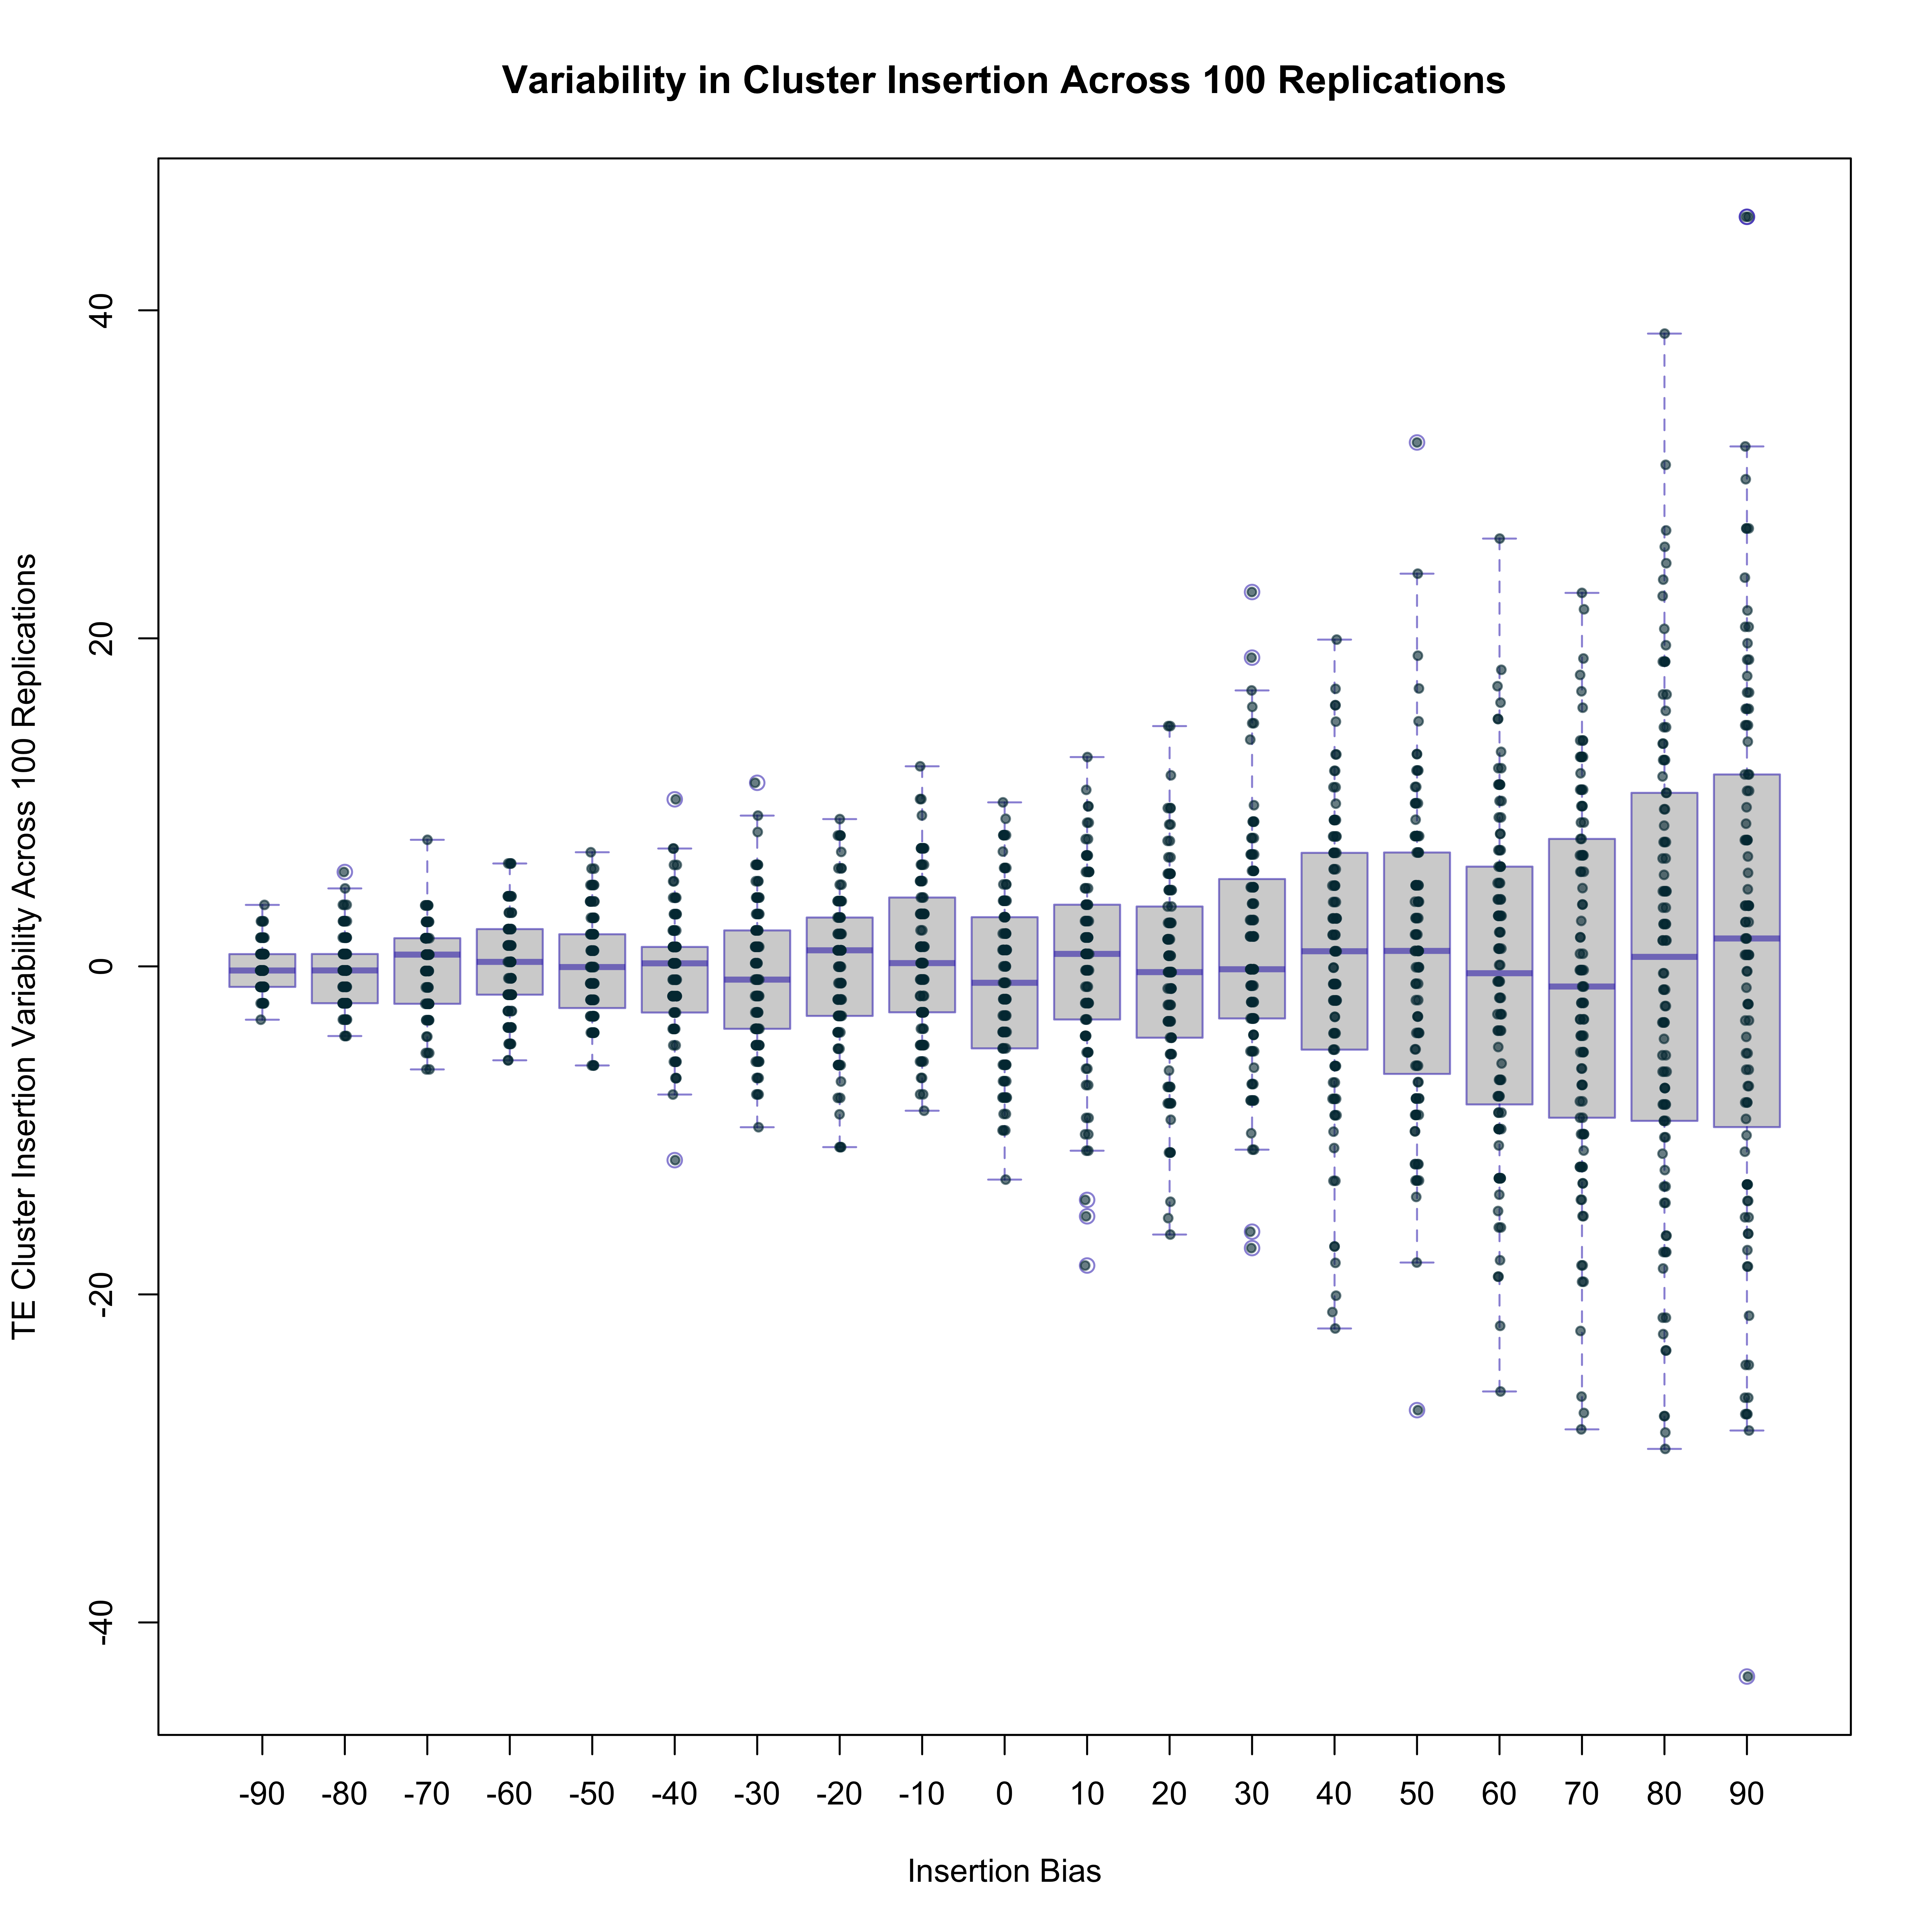 Variability in Cluster Insertion Across 100 Replications
TE Cluster Insertion Variability Across 100 Replications
40
20
0
-20
-40
-90 -80 -70 -60 -50 -40 -30 -20 -10 0 10 20 30 40 50 60 70 80 90
Insertion Bias